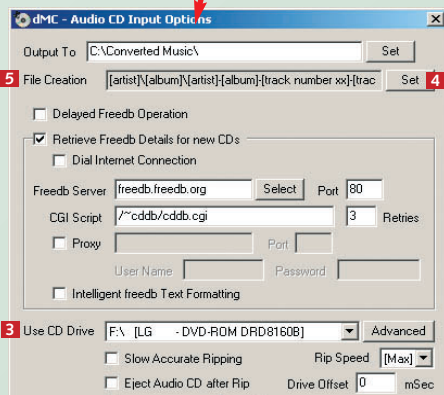 dMC - Audio CD Input Options
Output To C:\Converted Music\ Set
5 File Creation [artist]\[album]\[artist]-[album]-[track number xx]-[trac Set 4
Delayed Freedb Operation
Retrieve Freedb Details for new CDs
Dial Internet Connection
Freedb Server freedb.freedb.org Select Port 80
CGI Script /~cddb/cddb.cgi 3 Retries
Proxy Port
User Name Password
Intelligent freedb Text Formatting
3 Use CD Drive F:\ [LG - DVD-ROM DRD8160B] Advanced
Slow Accurate Ripping Rip Speed [Max]
Eject Audio CD after Rip Drive Offset 0 mSec